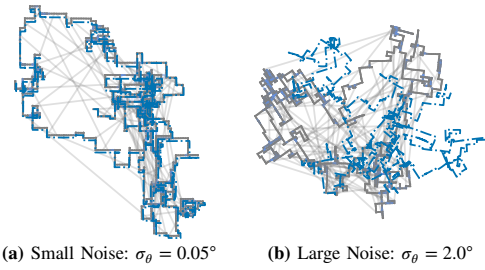 (a) Small Noise: σθ = 0.05°
(b) Large Noise: σθ = 2.0°